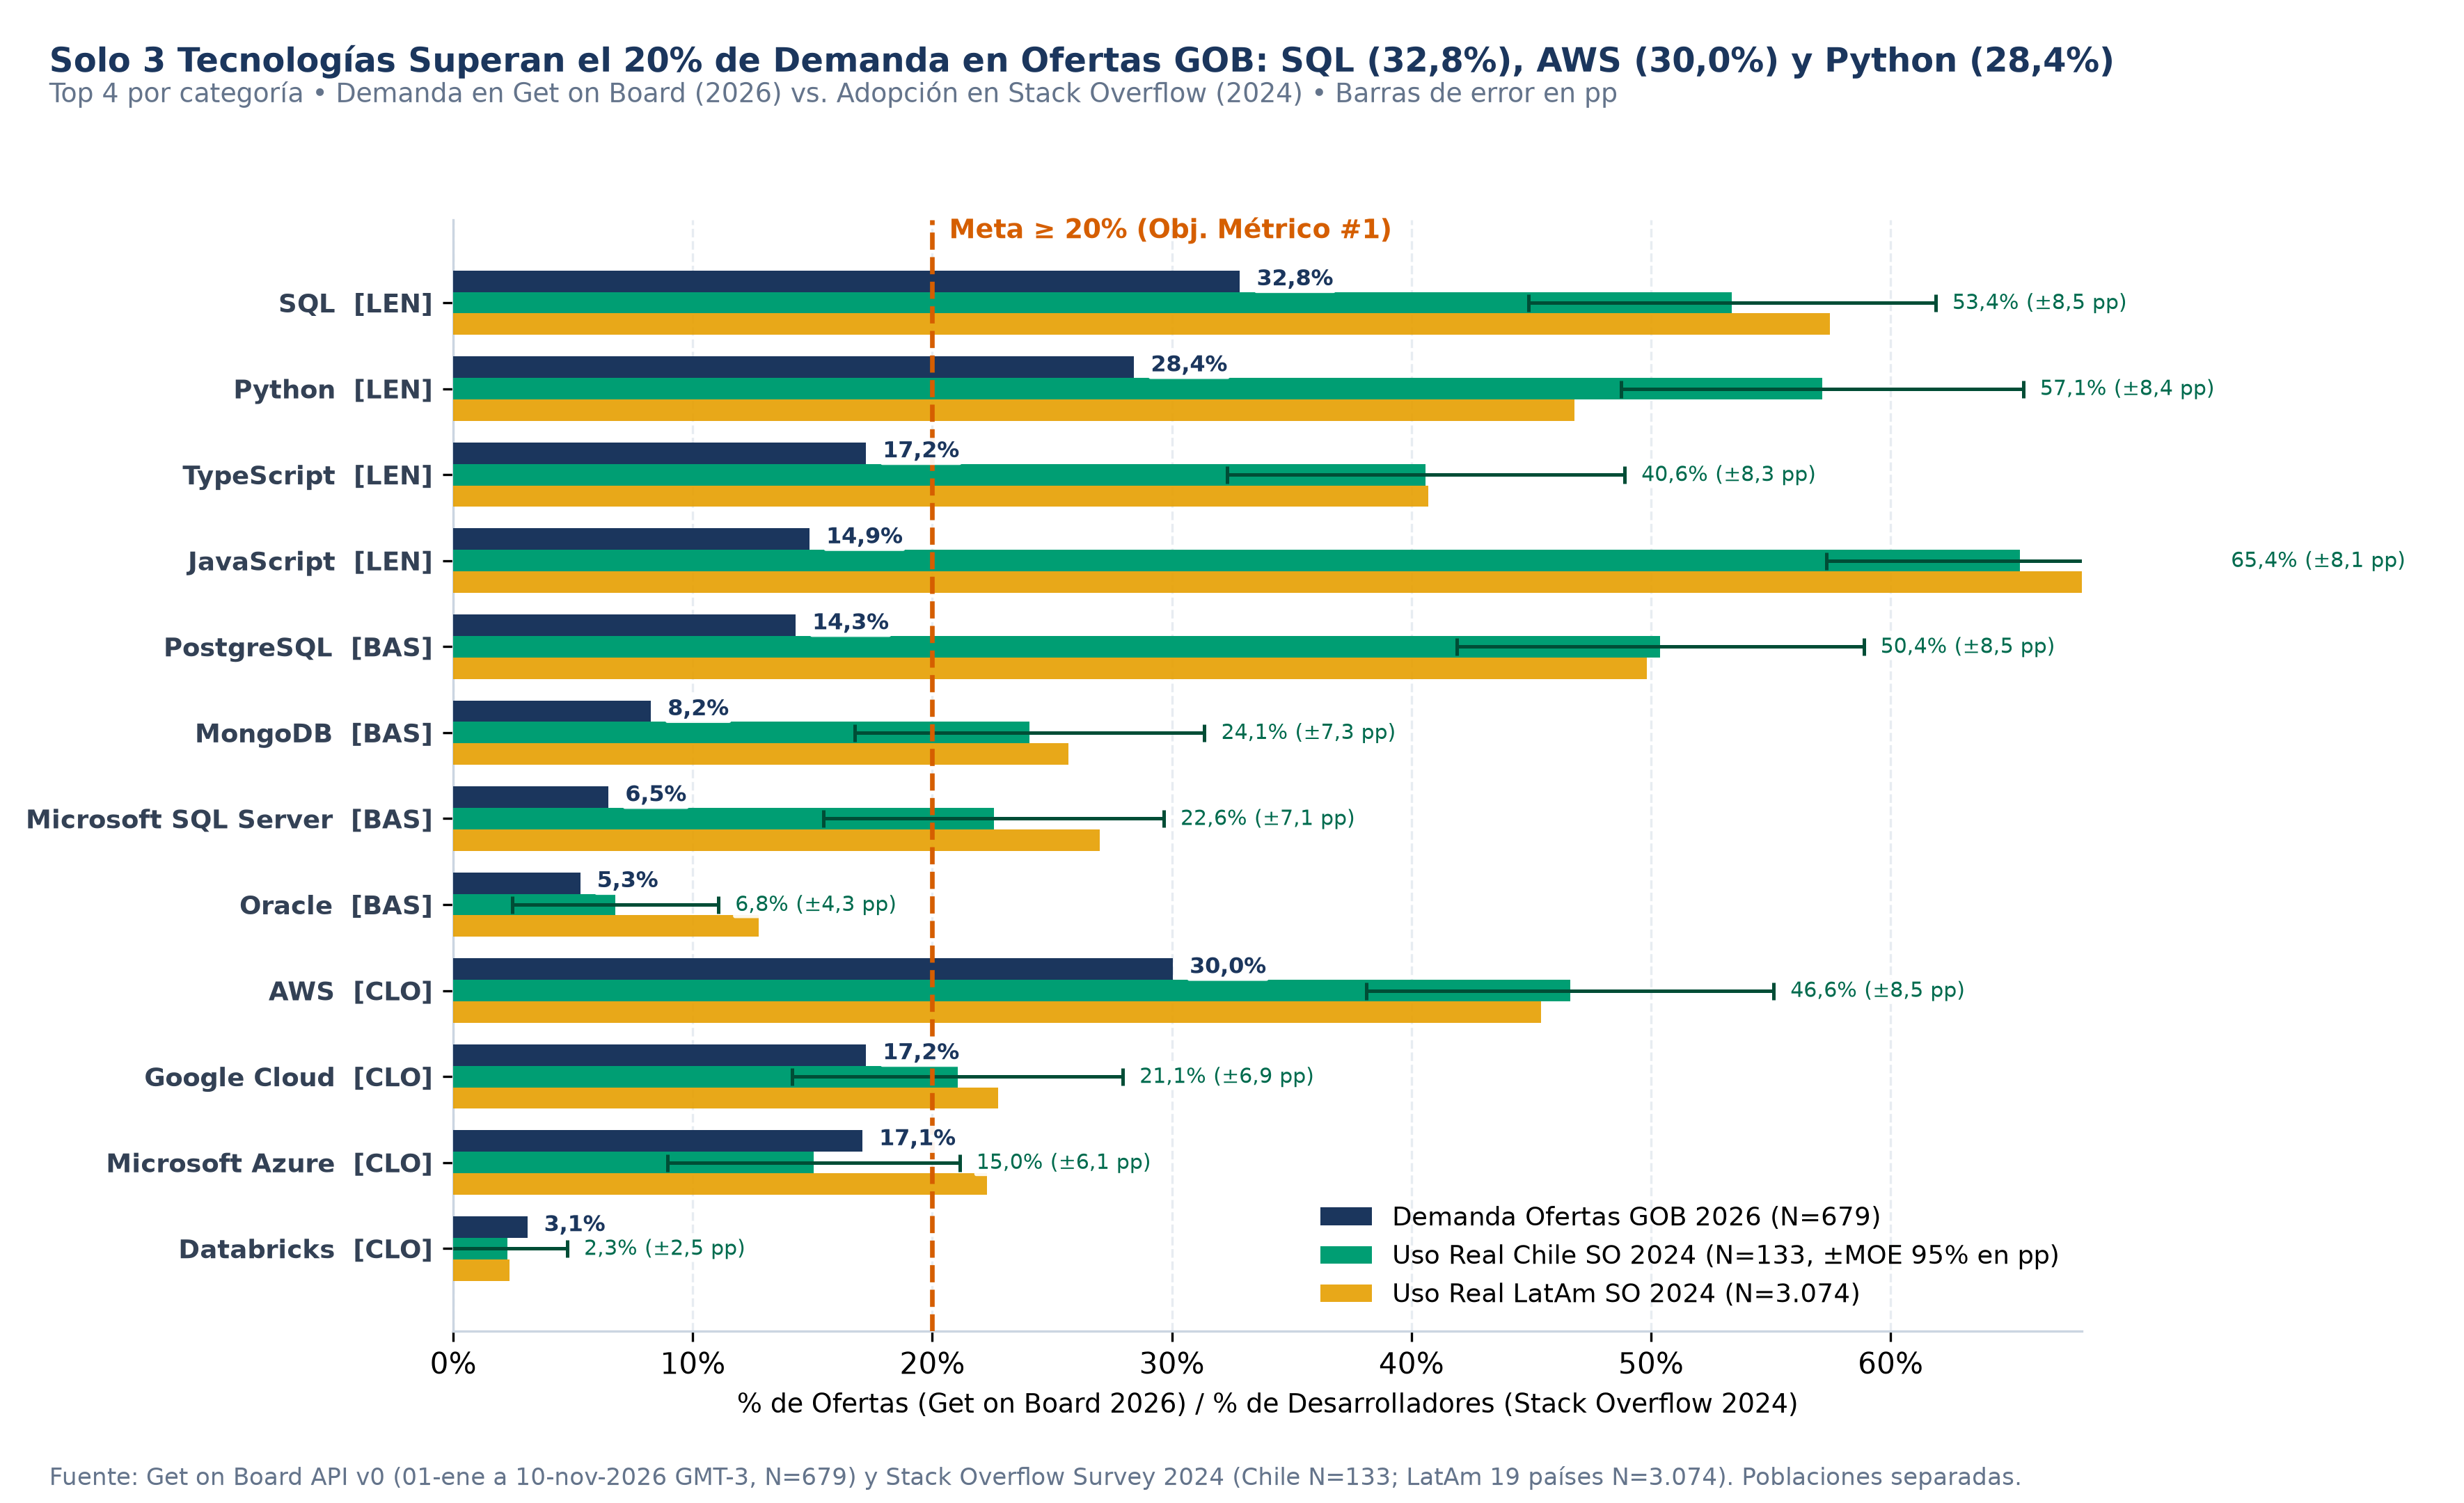 Solo 3 Tecnologías Superan el 20% de Demanda en Ofertas GOB: SQL (32,8%), AWS (30,0%) y Python (28,4%)
Top 4 por categoría • Demanda en Get on Board (2026) vs. Adopción en Stack Overflow (2024) • Barras de error en pp
Meta ≥ 20% (Obj. Métrico #1)
32,8%
SQL [LEN] 53,4% (±8,5 pp)
28,4%
Python [LEN] 57,1% (±8,4 pp)
17,2%
TypeScript [LEN] 40,6% (±8,3 pp)
14,9%
JavaScript [LEN] 65,4% (±8,1 pp)
14,3%
PostgreSQL [BAS] 50,4% (±8,5 pp)
8,2%
MongoDB [BAS] 24,1% (±7,3 pp)
6,5%
Microsoft SQL Server [BAS] 22,6% (±7,1 pp)
5,3%
Oracle [BAS] 6,8% (±4,3 pp)
30,0%
AWS [CLO] 46,6% (±8,5 pp)
17,2%
Google Cloud [CLO] 21,1% (±6,9 pp)
17,1%
Microsoft Azure [CLO] 15,0% (±6,1 pp)
3,1%
Databricks [CLO] 2,3% (±2,5 pp)
Demanda Ofertas GOB 2026 (N=679)
Uso Real Chile SO 2024 (N=133, ±MOE 95% en pp)
Uso Real LatAm SO 2024 (N=3.074)
0% 10% 20% 30% 40% 50% 60%
% de Ofertas (Get on Board 2026) / % de Desarrolladores (Stack Overflow 2024)
Fuente: Get on Board API v0 (01-ene a 10-nov-2026 GMT-3, N=679) y Stack Overflow Survey 2024 (Chile N=133; LatAm 19 países N=3.074). Poblaciones separadas.